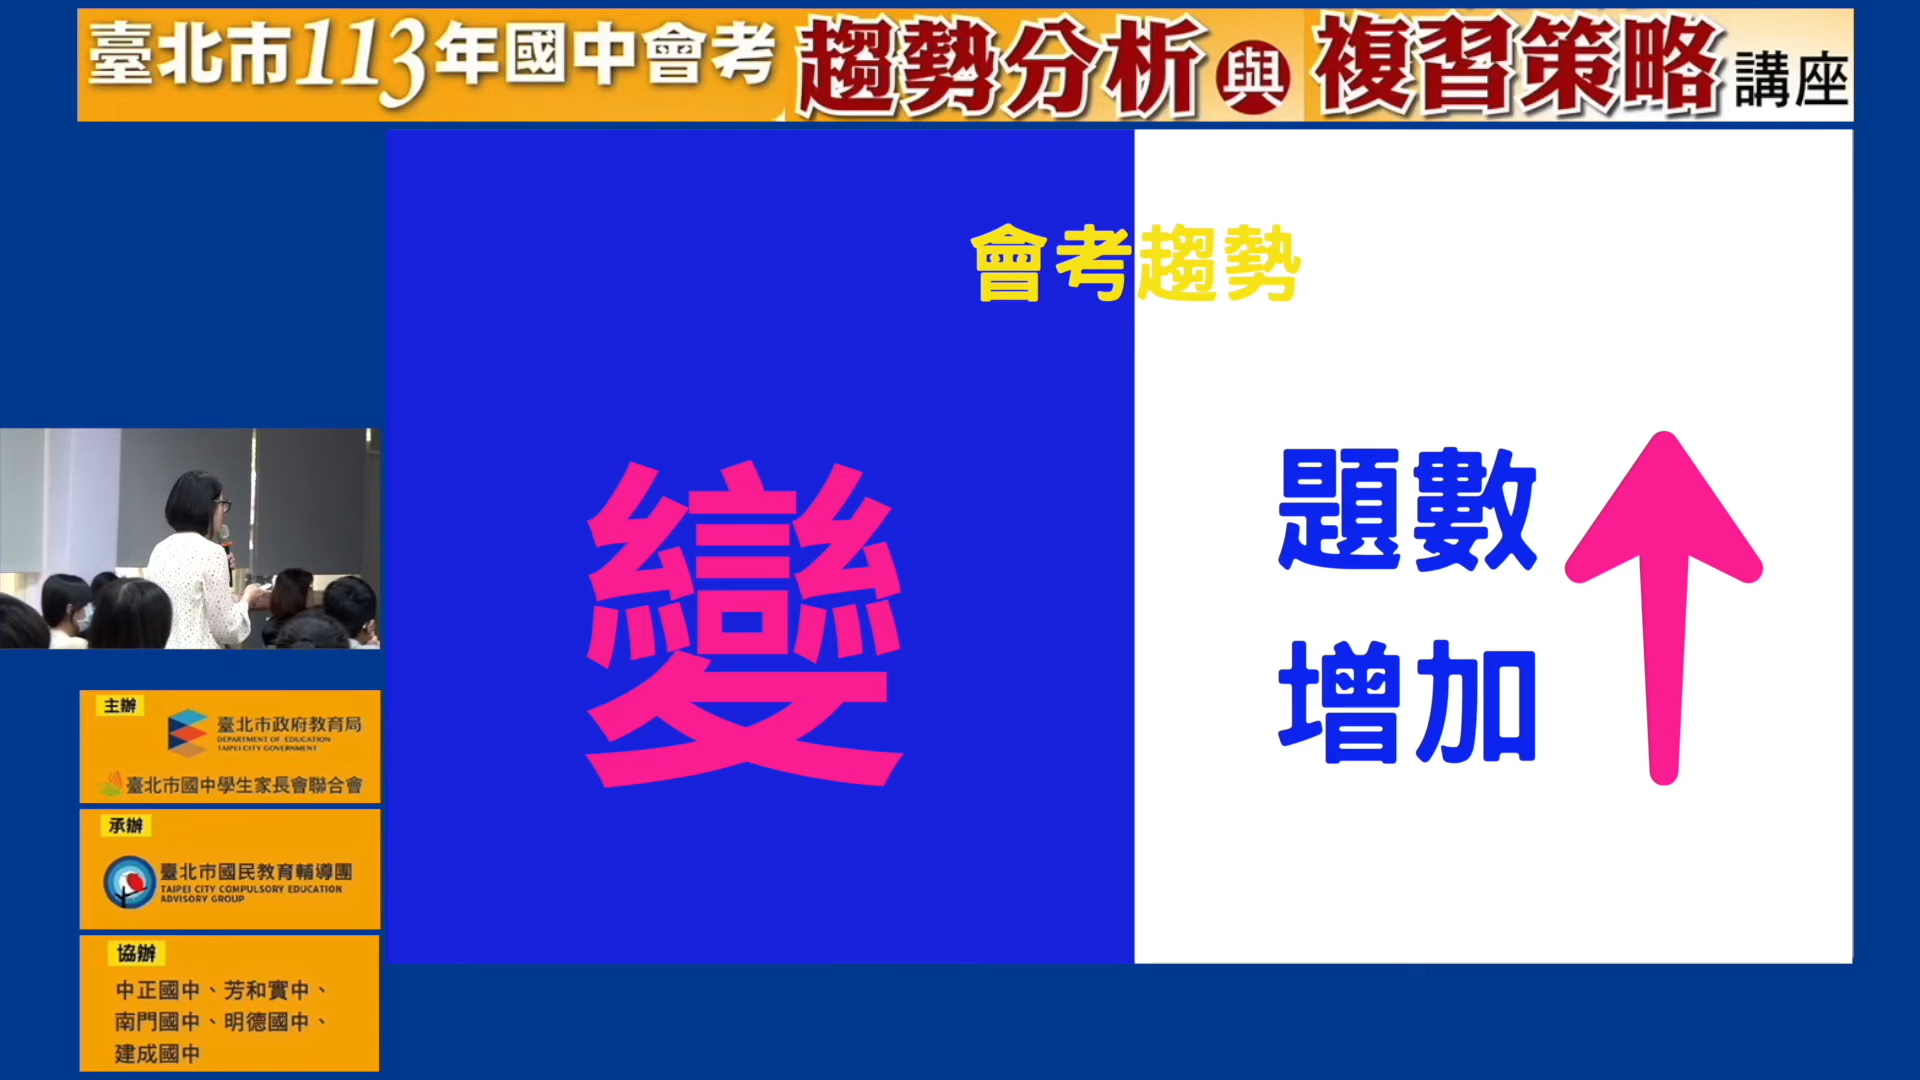 臺北市113年國中會考 趨勢分析與複習策略講座
會考趨勢
變
題數
增加
主辦
臺北市政府教育局
DEPARTMENT OF EDUCATION
TAIPEI CITY GOVERNMENT
臺北市國中學生家長會聯合會
承辦
臺北市國民教育輔導團
TAIPEI CITY COMPULSORY EDUCATION
ADVISORY GROUP
協辦
中正國中、芳和實中、
南門國中、明德國中、
建成國中